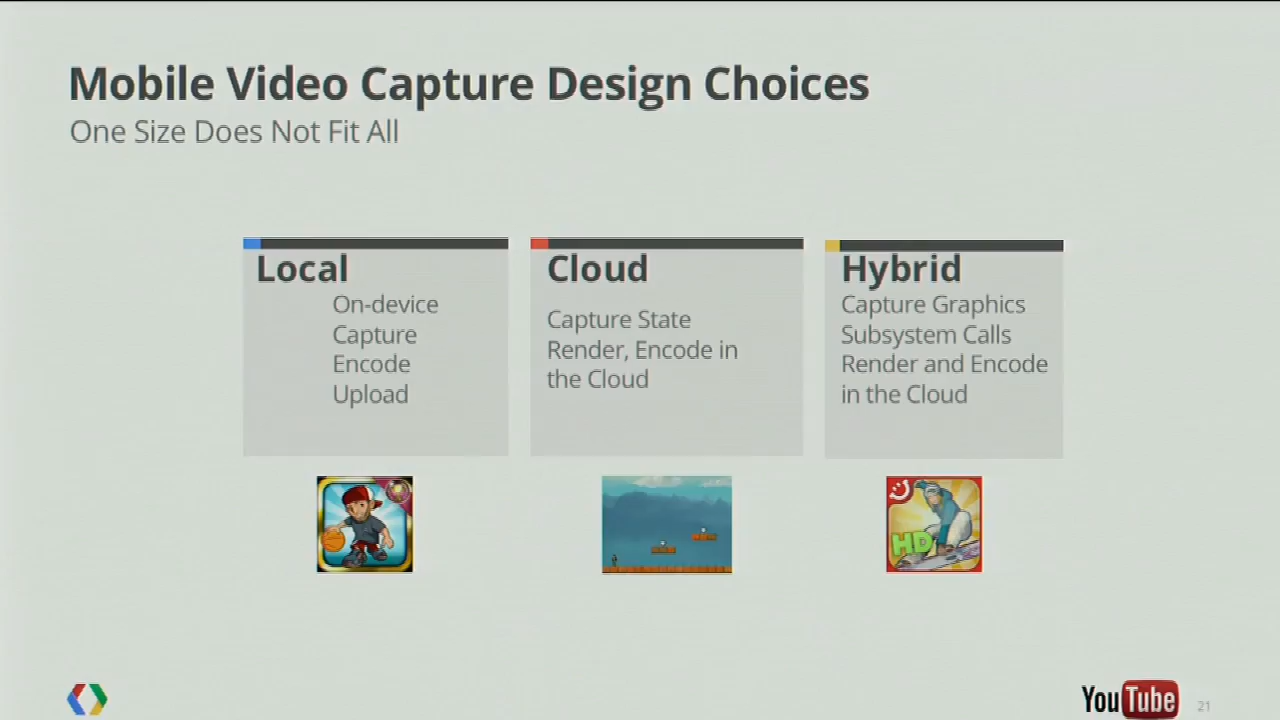 Mobile Video Capture Design Choices
One Size Does Not Fit All
Local
On-device
Capture
Encode
Upload
Cloud
Capture State
Render, Encode in
the Cloud
Hybrid
Capture Graphics
Subsystem Calls
Render and Encode
in the Cloud
HD
YouTube
21